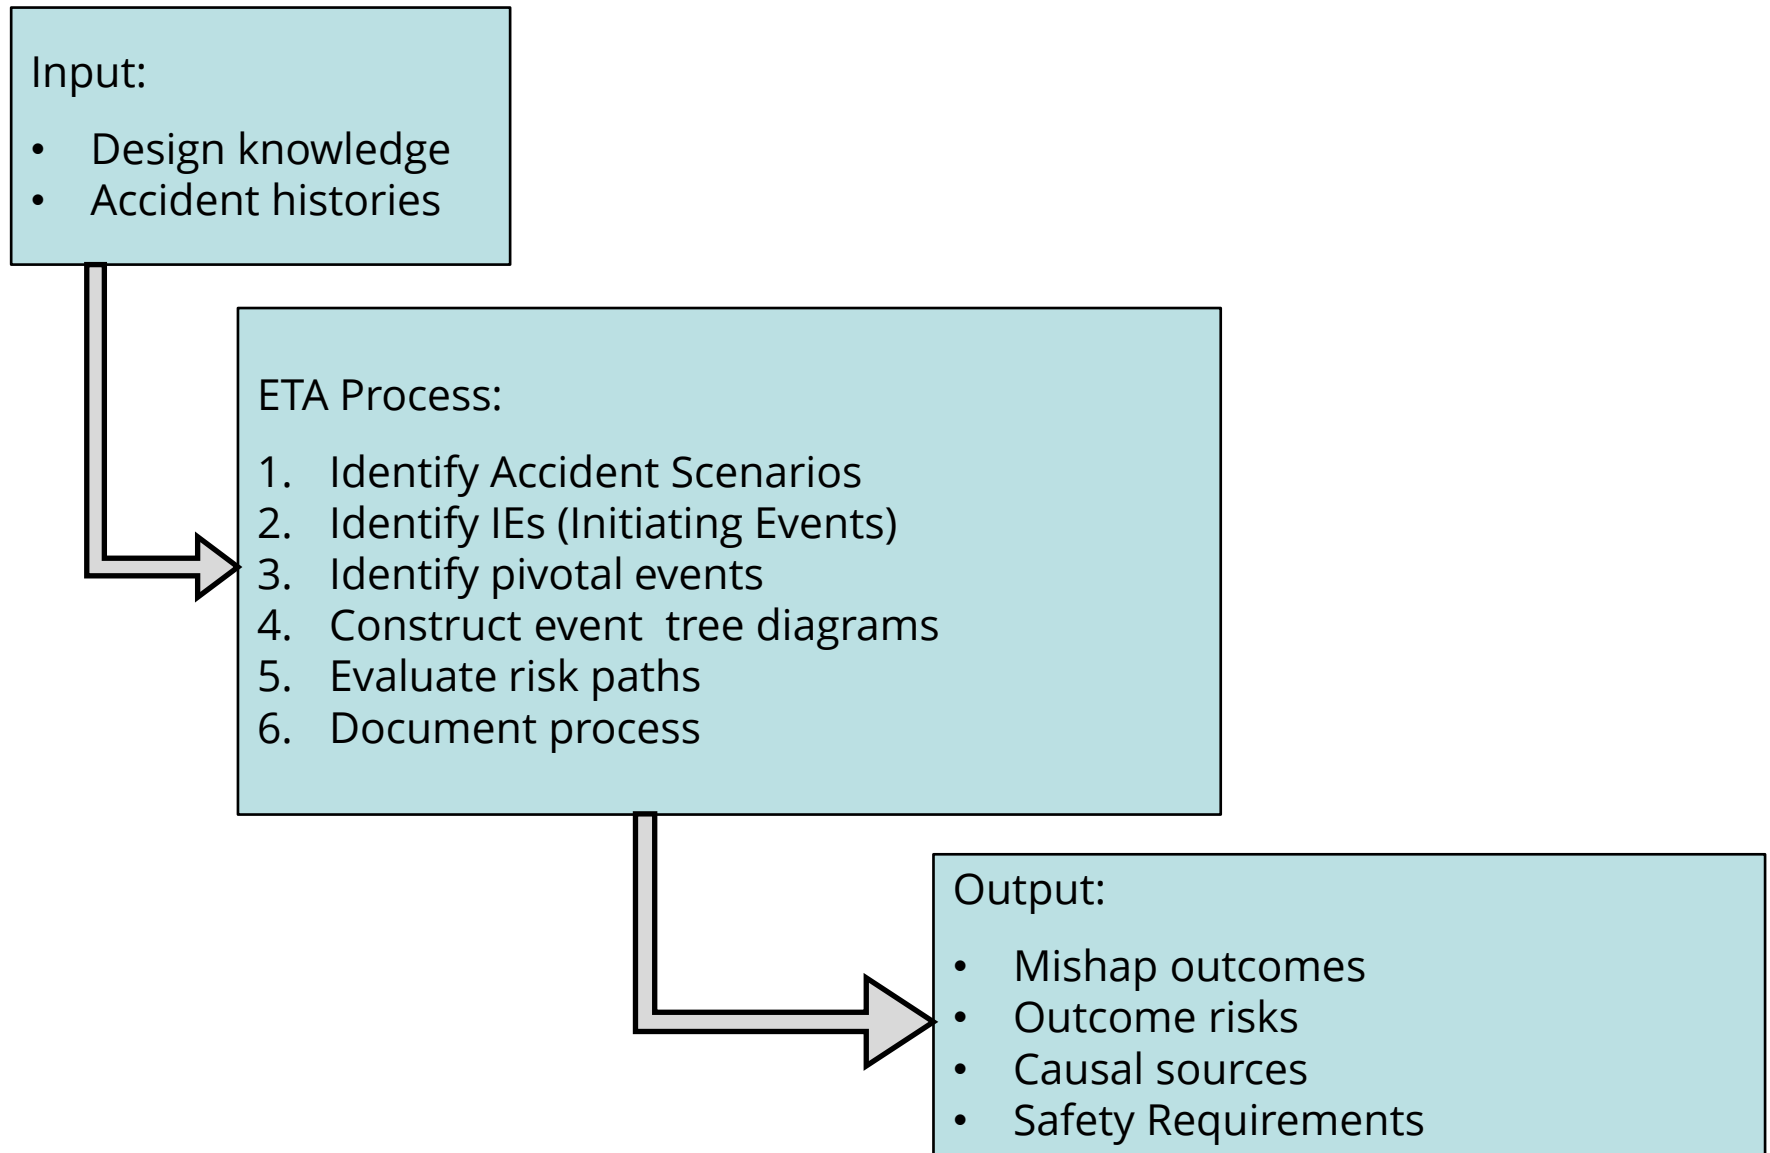 Input:
• Design knowledge
• Accident histories
ETA Process:
1. Identify Accident Scenarios
2. Identify IEs (Initiating Events)
3. Identify pivotal events
4. Construct event  tree diagrams
5. Evaluate risk paths
6. Document process
Output:
• Mishap outcomes
• Outcome risks
• Causal sources
• Safety Requirements